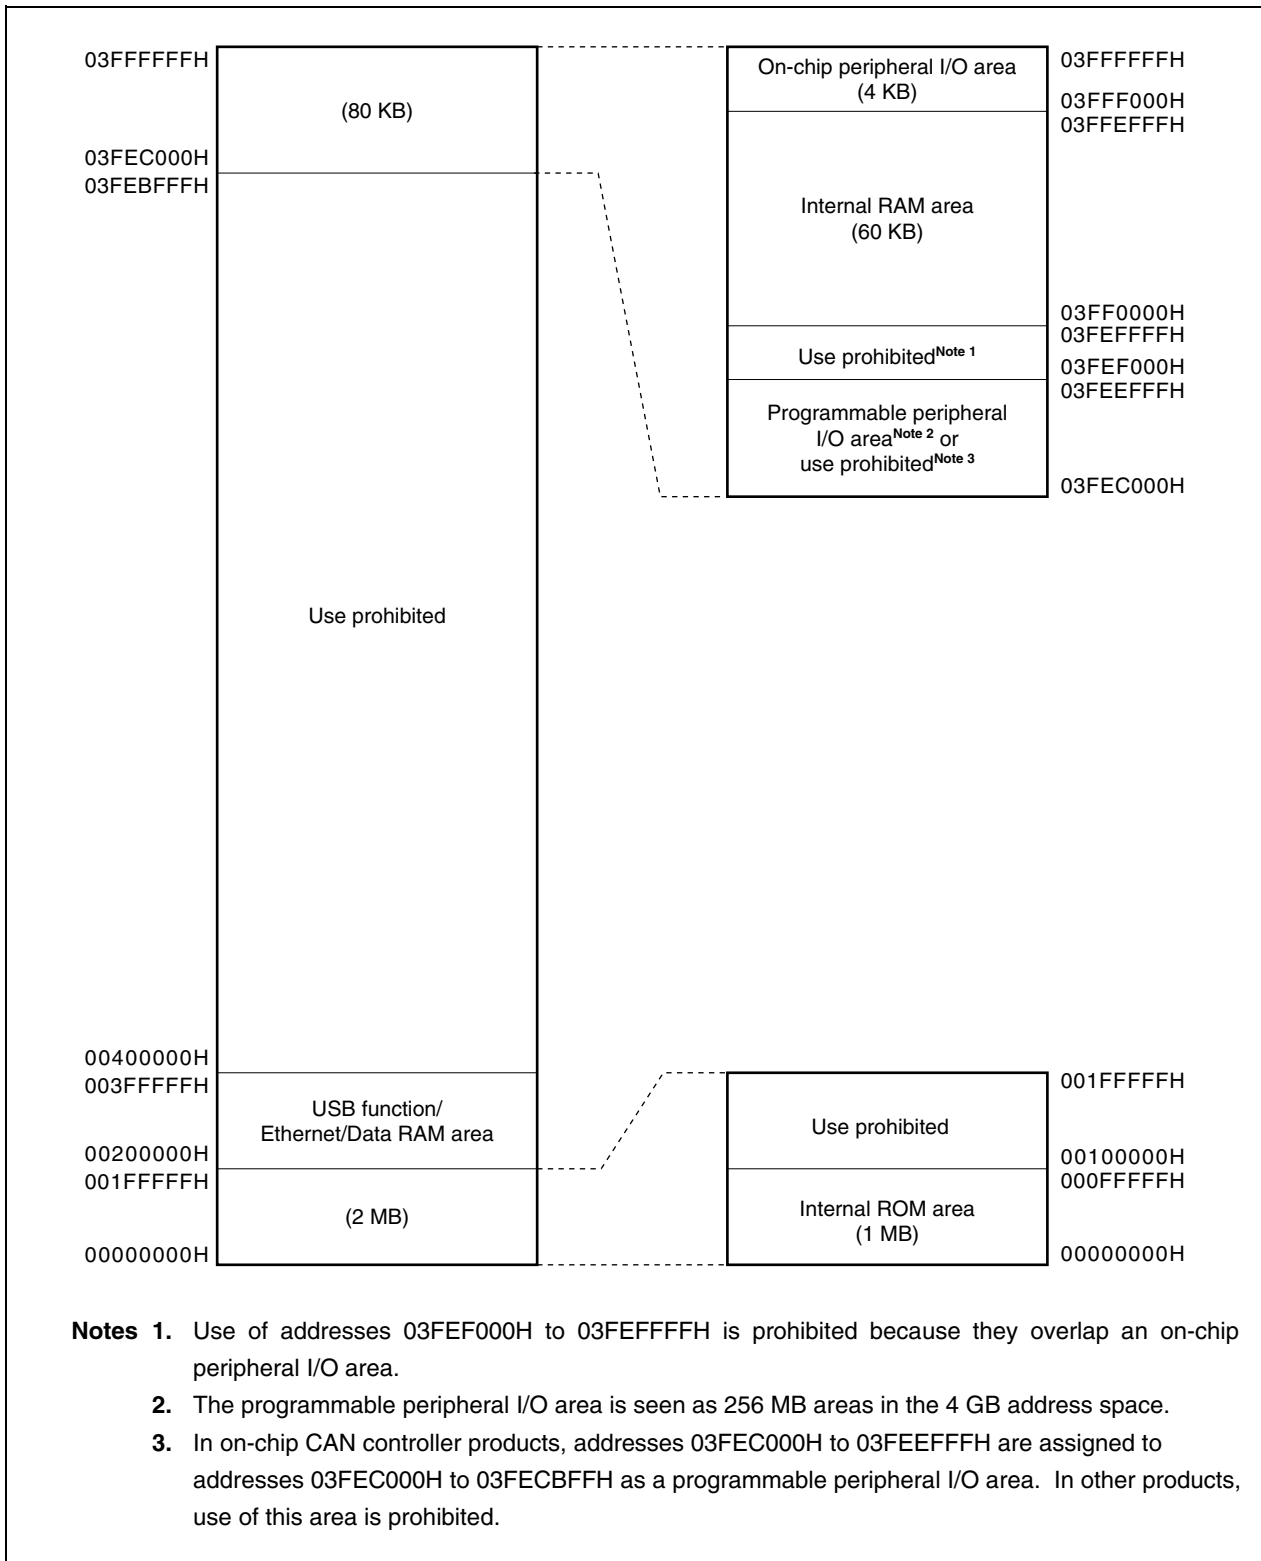 03FFFFFFH
(80 KB)
03FEC000H
03FEBFFFH
Use prohibited
00400000H
003FFFFFH
USB function/
Ethernet/Data RAM area
00200000H
001FFFFFH
(2 MB)
00000000H
On-chip peripheral I/O area
(4 KB)
03FFFFFFH
03FFF000H
03FFEFFFH
Internal RAM area
(60 KB)
03FF0000H
03FEFFFFH
Use prohibitedNote 1
03FEF000H
03FEEFFFH
Programmable peripheral
I/O areaNote 2 or
use prohibitedNote 3
03FEC000H
001FFFFFH
Use prohibited
00100000H
000FFFFFH
Internal ROM area
(1 MB)
00000000H
Notes 1. Use of addresses 03FEF000H to 03FEFFFFH is prohibited because they overlap an on-chip
peripheral I/O area.
2. The programmable peripheral I/O area is seen as 256 MB areas in the 4 GB address space.
3. In on-chip CAN controller products, addresses 03FEC000H to 03FEEFFFH are assigned to
addresses 03FEC000H to 03FECBFFH as a programmable peripheral I/O area. In other products,
use of this area is prohibited.